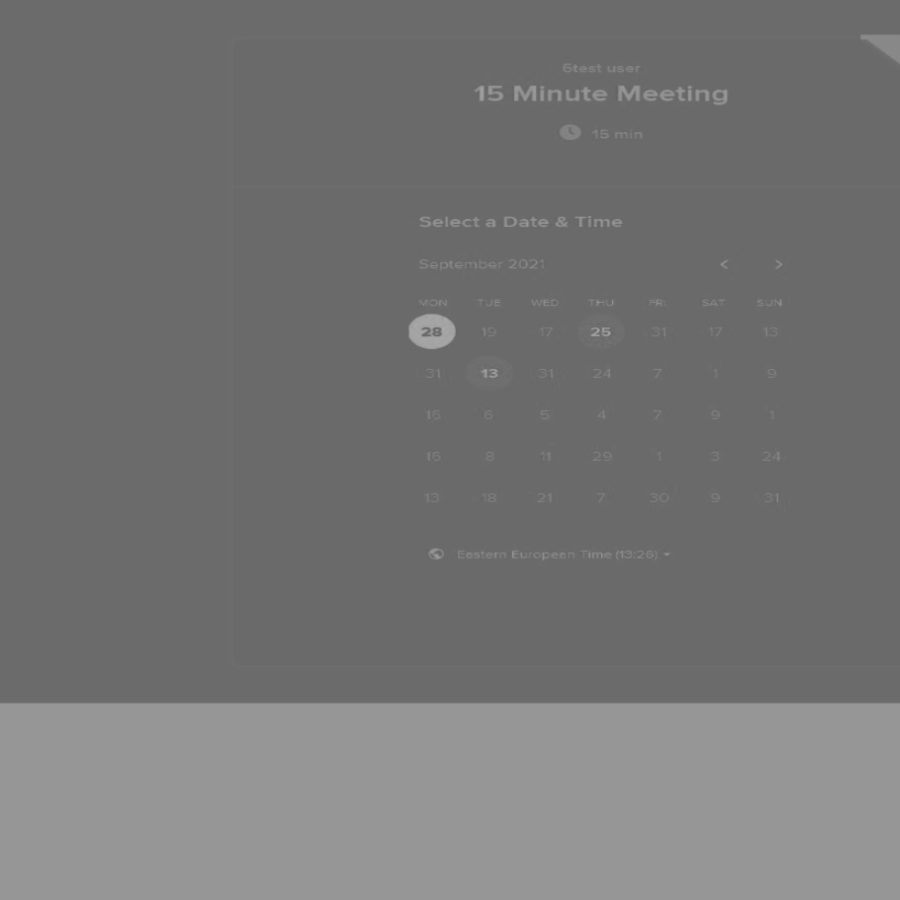 6test user
15 Minute Meeting
15 min
Select a Date & Time
September 2021
MON TUE WED THU FRI SAT SUN
28 19 17 25 31 17 13
31 13 31 24 7 1 9
16 6 5 4 7 9 1
16 8 11 29 1 3 24
13 18 21 7 30 9 31
Eastern European Time (13:26)